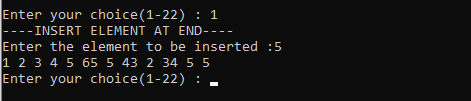 Enter your choice(1-22) : 1
----INSERT ELEMENT AT END----
Enter the element to be inserted :5
1 2 3 4 5 65 5 43 2 34 5 5
Enter your choice(1-22) :